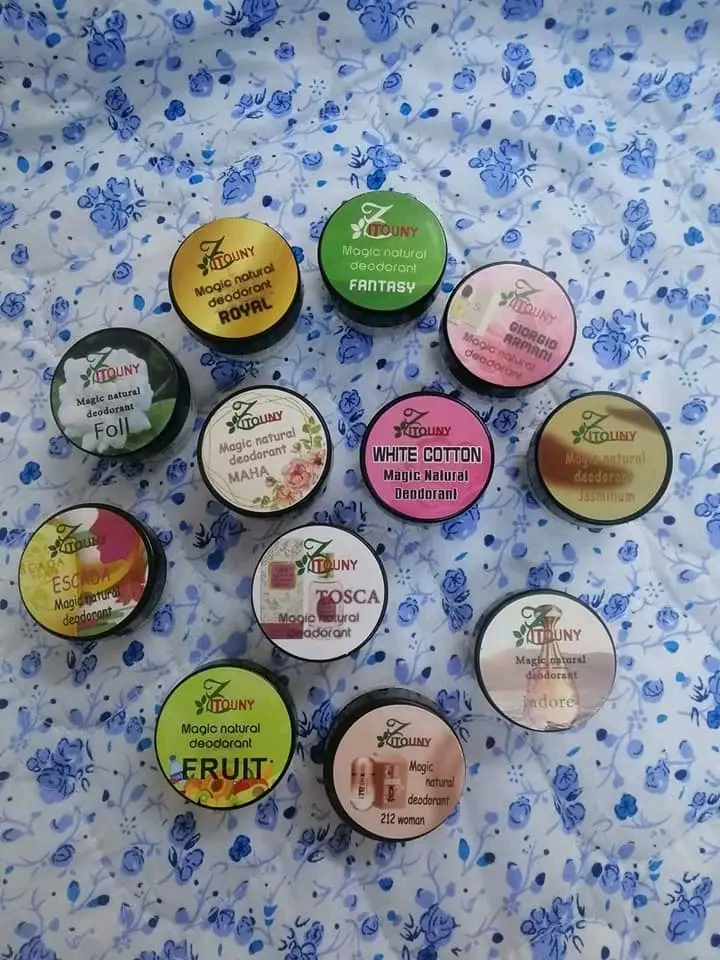 ZITOUNY
Magic natural
deodorant
ROYAL
ZITOUNY
Magic natural
deodorant
FANTASY
ZITOUNY
GIORGIO
ARMANI
Magic natural
deodorant
ZITOUNY
Magic natural
deodorant
Foll
ZITOUNY
Magic natural
deodorant
MAHA
ZITOUNY
WHITE COTTON
Magic Natural
Deodorant
ZITOUNY
Magic natural
deodorant
Jasminum
ZITOUNY
ESCADA
Magic natural
deodorant
ZITOUNY
TOSCA
Magic natural
deodorant
ZITOUNY
Magic natural
deodorant
jadore
ZITOUNY
Magic natural
deodorant
FRUIT
ZITOUNY
Magic
natural
deodorant
212 woman